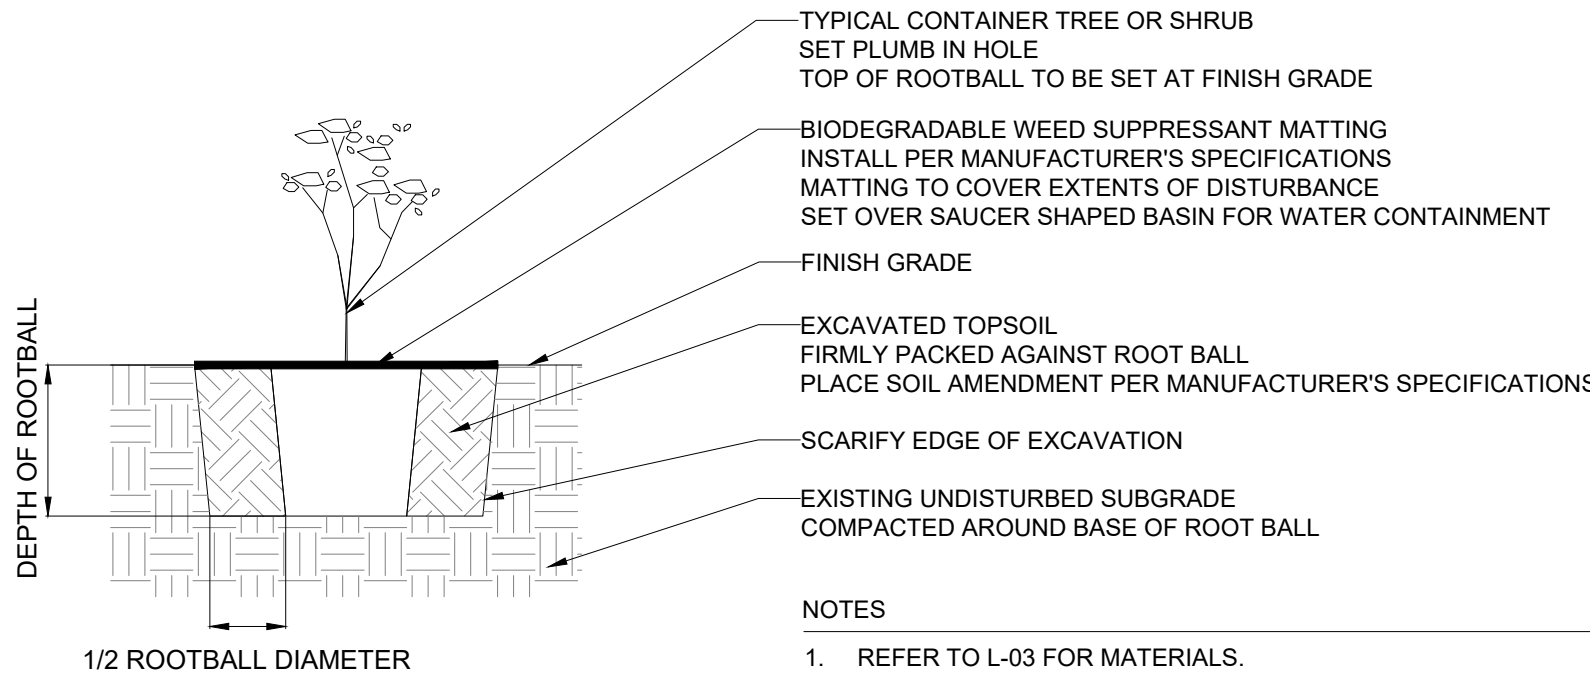 TYPICAL CONTAINER TREE OR SHRUB
SET PLUMB IN HOLE
TOP OF ROOTBALL TO BE SET AT FINISH GRADE
BIODEGRADABLE WEED SUPPRESSANT MATTING
INSTALL PER MANUFACTURER'S SPECIFICATIONS
MATTING TO COVER EXTENTS OF DISTURBANCE
SET OVER SAUCER SHAPED BASIN FOR WATER CONTAINMENT
FINISH GRADE
EXCAVATED TOPSOIL
FIRMLY PACKED AGAINST ROOT BALL
PLACE SOIL AMENDMENT PER MANUFACTURER'S SPECIFICATIONS
SCARIFY EDGE OF EXCAVATION
EXISTING UNDISTURBED SUBGRADE
COMPACTED AROUND BASE OF ROOT BALL
DEPTH OF ROOTBALL
1/2 ROOTBALL DIAMETER
NOTES
1. REFER TO L-03 FOR MATERIALS.